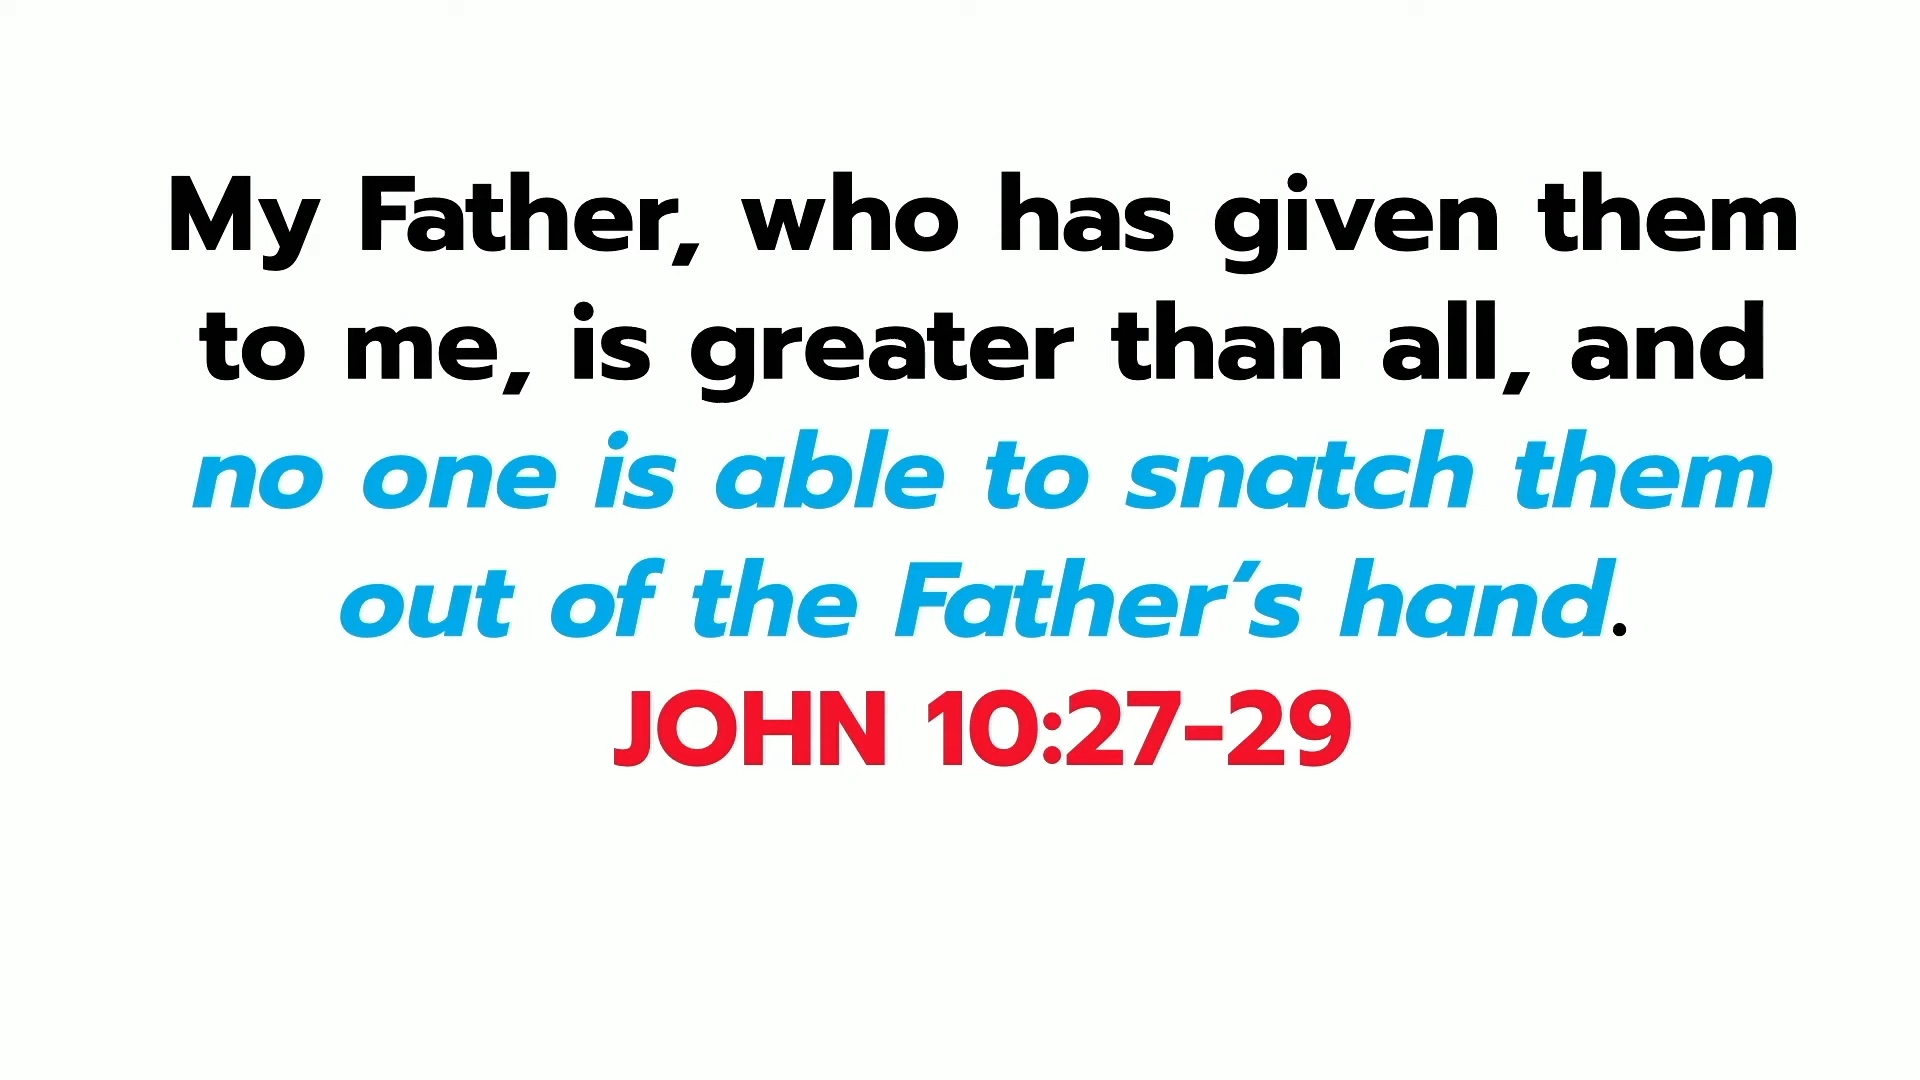 My Father, who has given them
to me, is greater than all, and
no one is able to snatch them
out of the Father’s hand.
JOHN 10:27-29